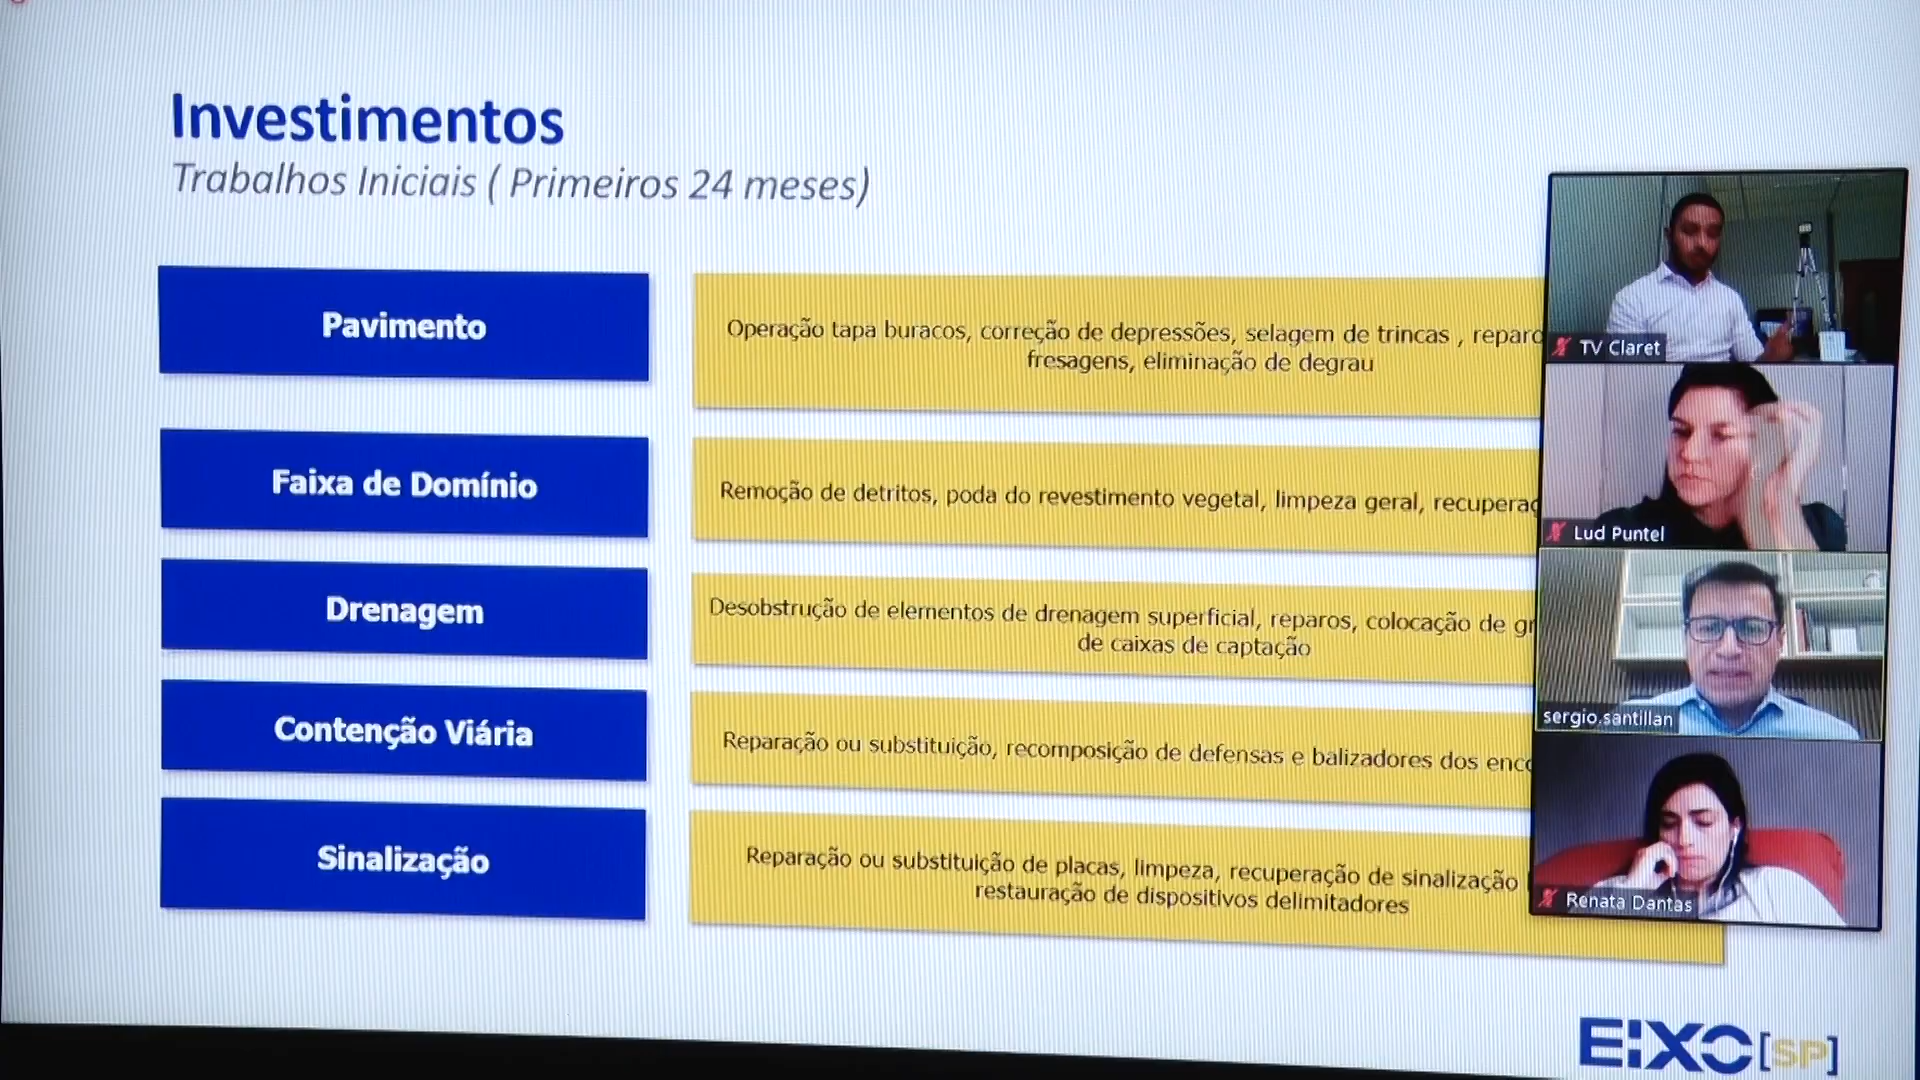 Investimentos
Trabalhos Iniciais ( Primeiros 24 meses)
Pavimento
Operação tapa buracos, correção de depressões, selagem de trincas ,
fresagens, eliminação de degrau
Faixa de Domínio
Remoção de detritos, poda do revestimento vegetal, limpeza geral,
Drenagem
Desobstrução de elementos de drenagem superficial, reparos, colocação de
de caixas de captação
Contenção Viária
Reparação ou substituição, recomposição de defensas e balizadores dos
Sinalização
Reparação ou substituição de placas, limpeza, recuperação de sinalização
restauração de dispositivos delimitadores
TV Claret
Lud Puntel
sergio.santillan
Renata Dantas
EIXO[SP]